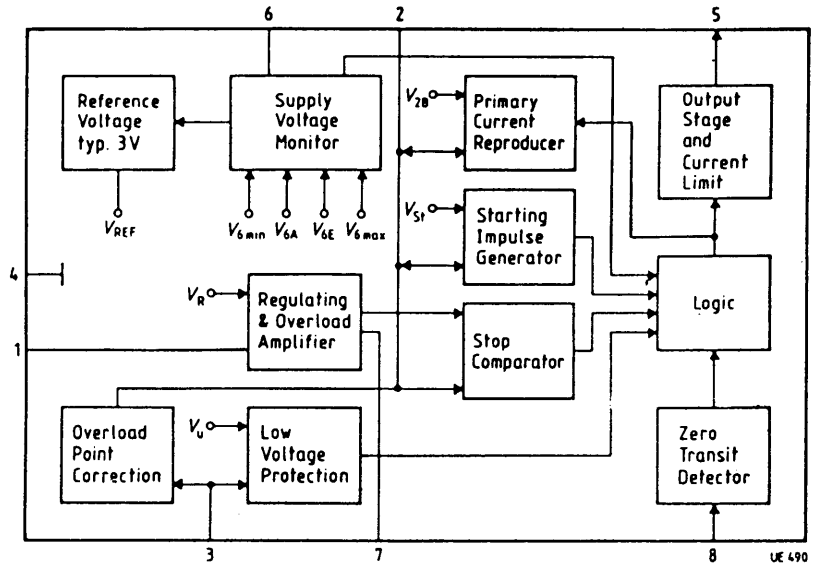 6
2
5
Reference
Voltage
typ. 3V
Supply
Voltage
Monitor
V2B
Primary
Current
Reproducer
Output
Stage
and
Current
Limit
VREF
V6min
V6A
V6E
V6max
VSt
Starting
Impulse
Generator
4
VR
Regulating
& Overload
Amplifier
Stop
Comparator
Logic
1
Overload
Point
Correction
Vu
Low
Voltage
Protection
Zero
Transit
Detector
3
7
8
UE 490